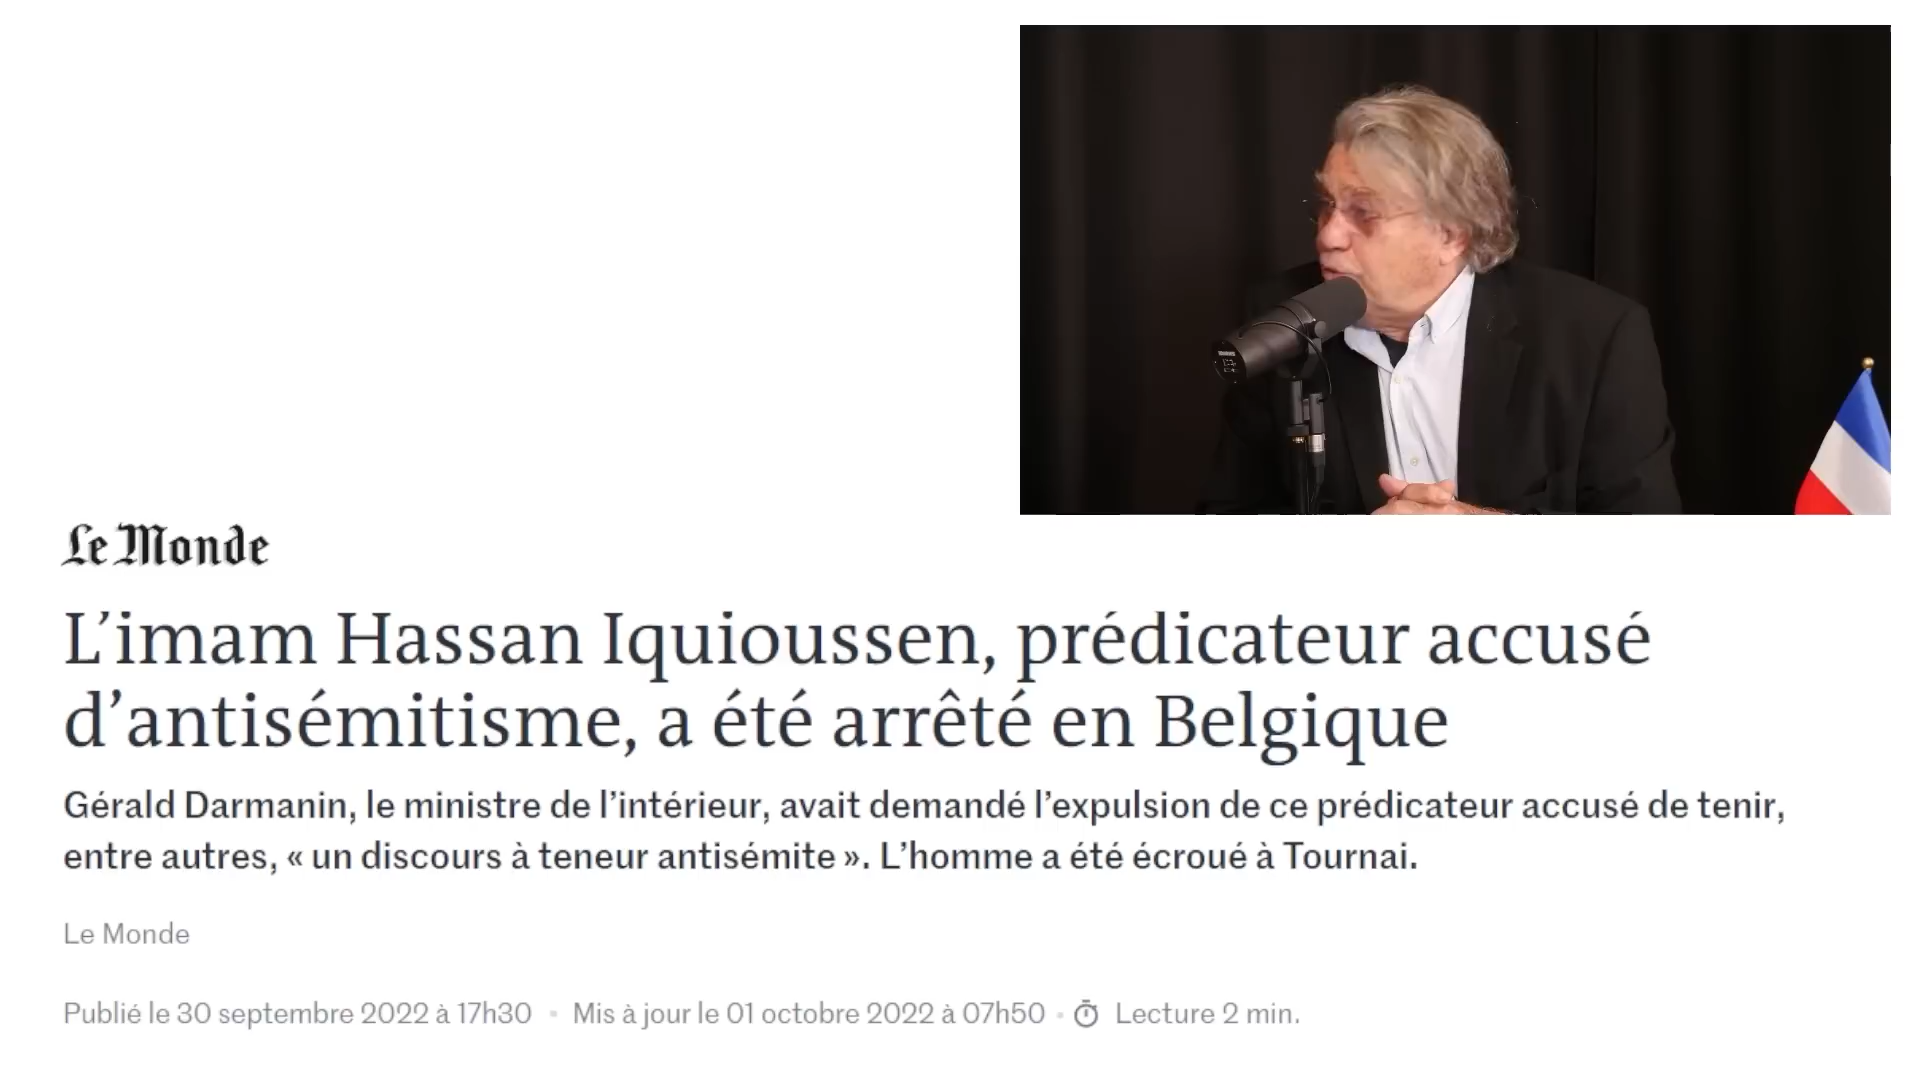 Le Monde
L’imam Hassan Iquioussen, prédicateur accusé
d’antisémitisme, a été arrêté en Belgique
Gérald Darmanin, le ministre de l’intérieur, avait demandé l’expulsion de ce prédicateur accusé de tenir,
entre autres, « un discours à teneur antisémite ». L’homme a été écroué à Tournai.
Le Monde
Publié le 30 septembre 2022 à 17h30 • Mis à jour le 01 octobre 2022 à 07h50 • Lecture 2 min.